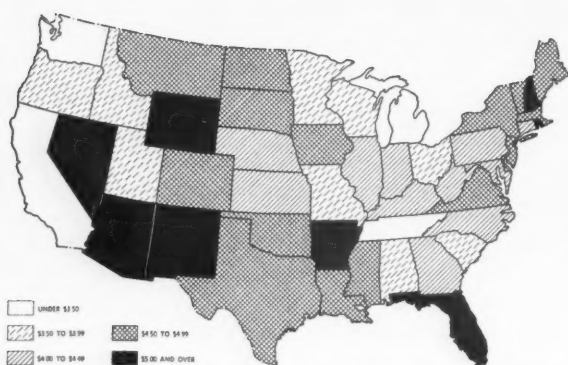 UNDER $3.50
$3.50 TO $3.99
$4.00 TO $4.49
$4.50 TO $4.99
$5.00 AND OVER